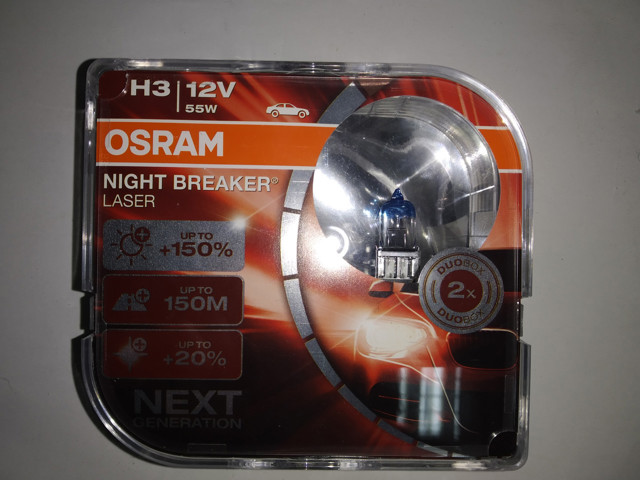 H3 12V
55W
OSRAM
NIGHT BREAKER®
LASER
UP TO
+150%
UP TO
150M
UP TO
+20%
NEXT
GENERATION
DUOBOX
2x
DUOBOX